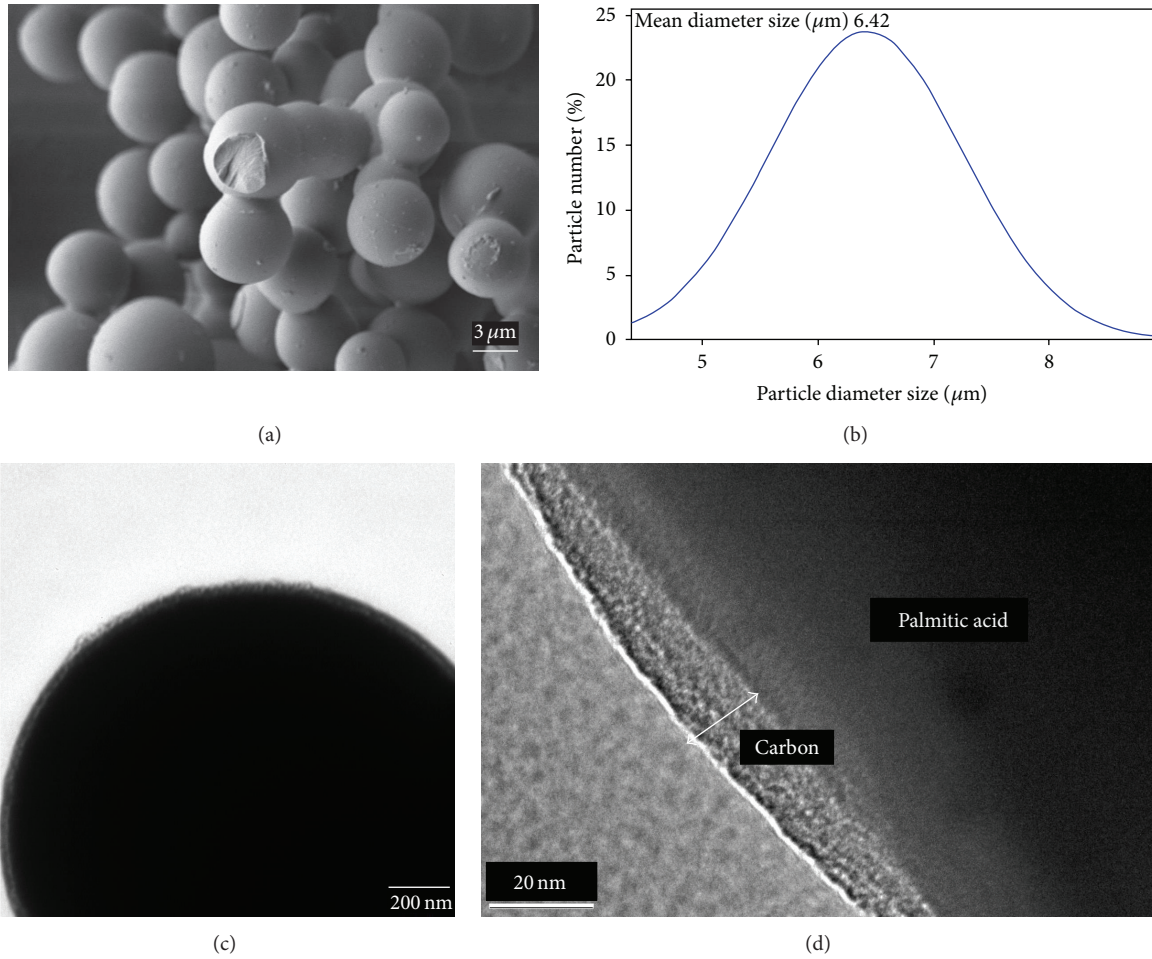 3 μm
(a)
Mean diameter size (μm) 6.42
25
20
15
10
5
0
Particle number (%)
5 6 7 8
Particle diameter size (μm)
(b)
200 nm
(c)
Palmitic acid
Carbon
20 nm
(d)